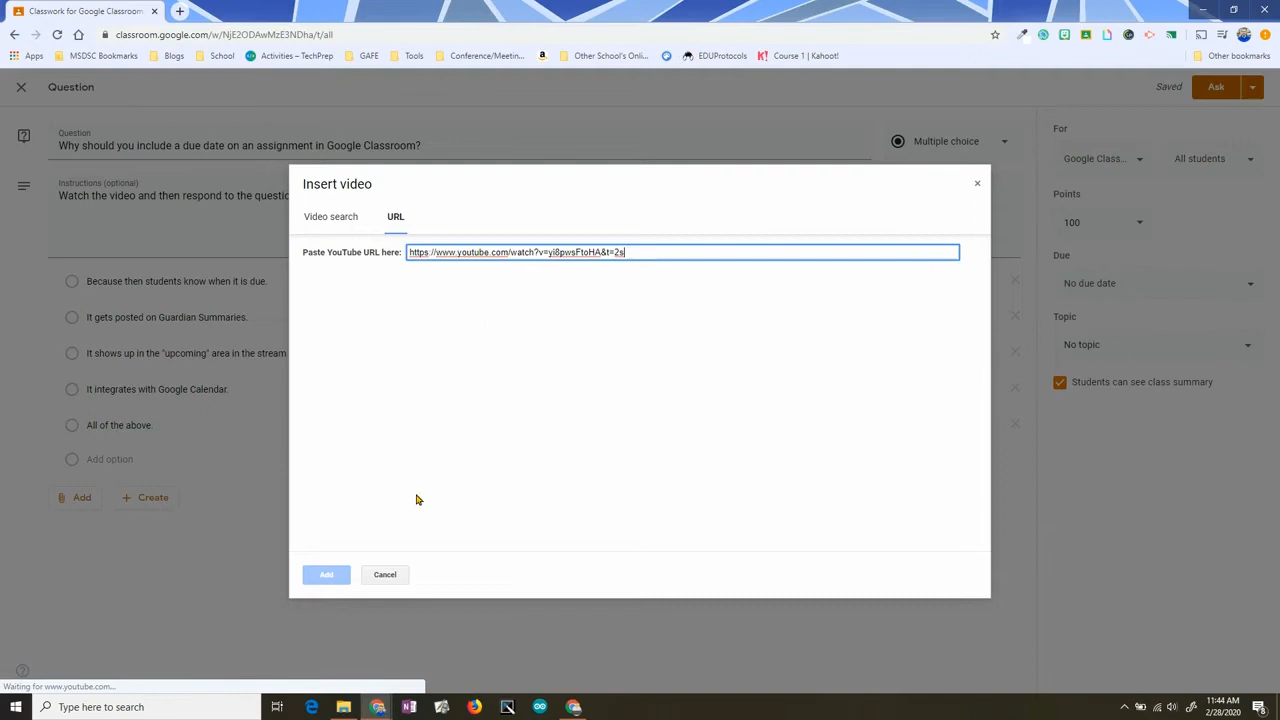 Classwork for Google Classroom
classroom.google.com/w/NjE2ODAwMzE3NDha/t/all
Apps
MSDSC Bookmarks
Blogs
School
Activities – TechPrep
GAFE
Tools
Conference/Meetin...
Other School's Onli...
EDUProtocols
Course 1 / Kahoot!
Other bookmarks
Question
Saved
Ask
Question
Why should you include a due date on an assignment in Google Classroom?
Multiple choice
Instructions (optional)
Watch the video and then respond to the questio
Because then students know when it is due.
It gets posted on Guardian Summaries.
It shows up in the "upcoming" area in the stream
It integrates with Google Calendar.
All of the above.
Add option
Add
Create
For
Google Class...
All students
Points
100
Due
No due date
Topic
No topic
Students can see class summary
Insert video
×
Video search
URL
Paste YouTube URL here:
https://www.youtube.com/watch?v=yi8pwsFtoHA&t=2s
Add
Cancel
Waiting for www.youtube.com...
Type here to search
11:44 AM
2/28/2020